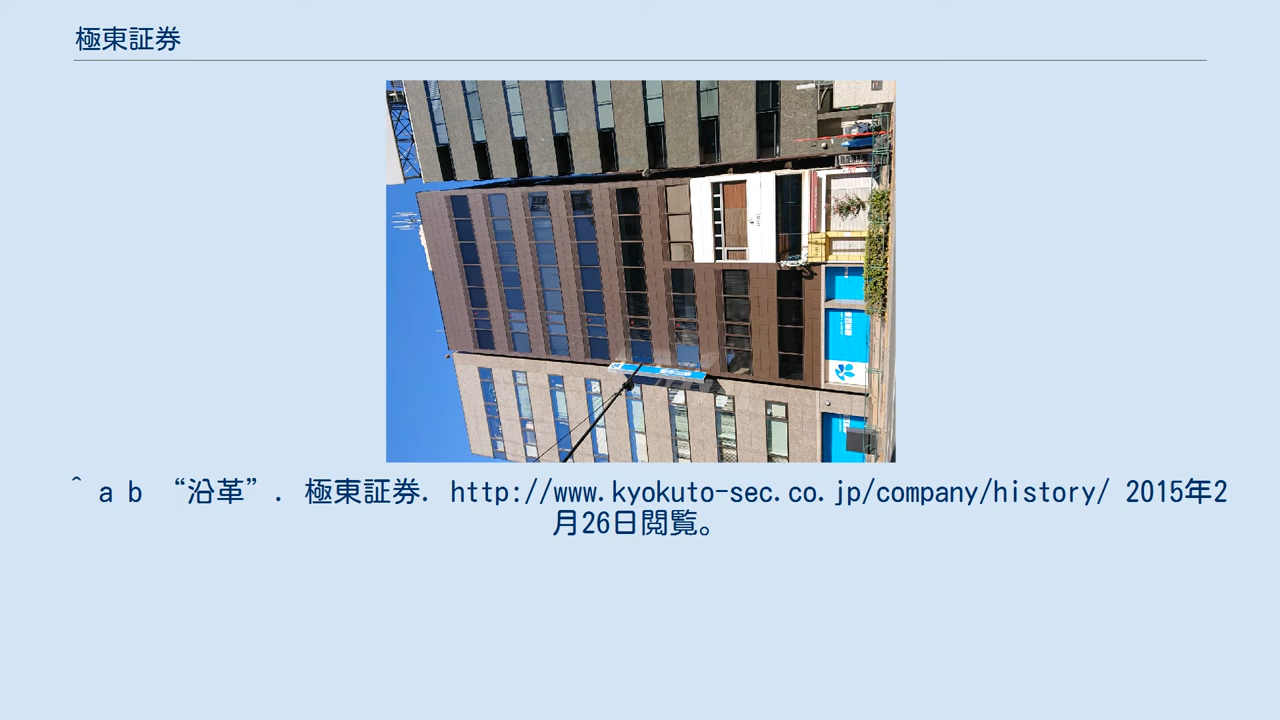 極東証券
^ a b “沿革”. 極東証券. http://www.kyokuto-sec.co.jp/company/history/ 2015年2
月26日閲覧。